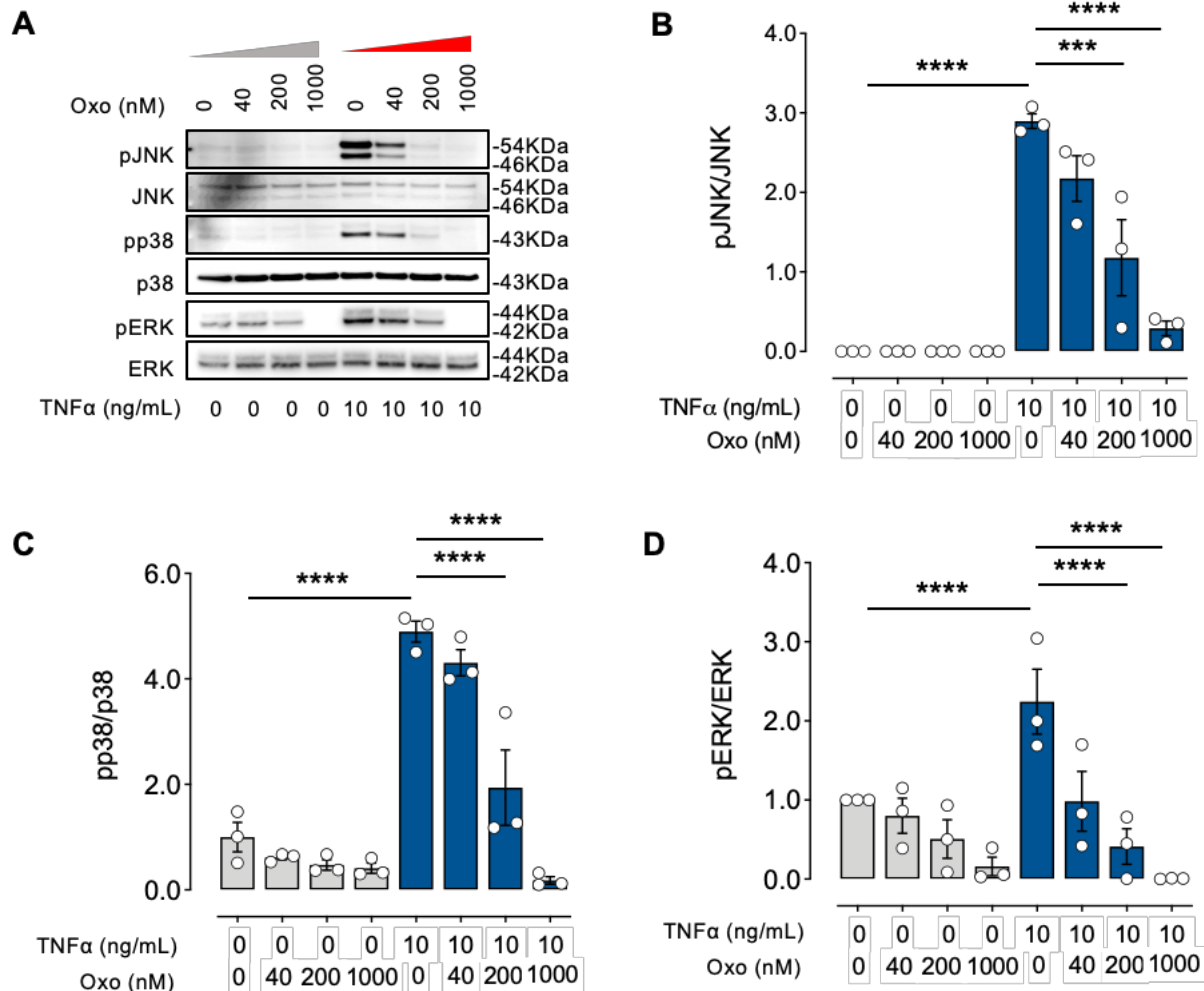 A
Oxo (nM)
0 40 200 1000 0 40 200 1000
pJNK -54KDa
-46KDa
JNK -54KDa
-46KDa
pp38 -43KDa
p38 -43KDa
pERK -44KDa
-42KDa
ERK -44KDa
-42KDa
TNFα (ng/mL) 0 0 0 0 10 10 10 10
B
****
***
****
4.0
3.0
2.0
1.0
0.0
pJNK/JNK
TNFα (ng/mL) 0 0 0 0 10 10 10 10
Oxo (nM) 0 40 200 1000 0 40 200 1000
C
****
****
****
6.0
4.0
2.0
0.0
pp38/p38
TNFα (ng/mL) 0 0 0 0 10 10 10 10
Oxo (nM) 0 40 200 1000 0 40 200 1000
D
****
****
****
4.0
3.0
2.0
1.0
0.0
pERK/ERK
TNFα (ng/mL) 0 0 0 0 10 10 10 10
Oxo (nM) 0 40 200 1000 0 40 200 1000